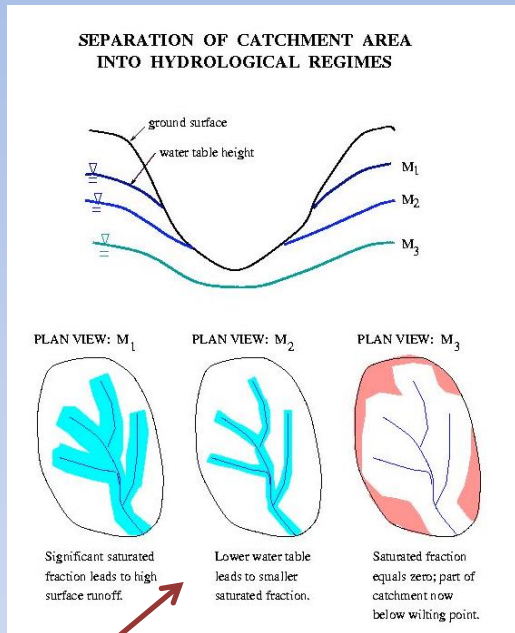 SEPARATION OF CATCHMENT AREA
INTO HYDROLOGICAL REGIMES
ground surface
water table height
M1
M2
M3
PLAN VIEW: M1
PLAN VIEW: M2
PLAN VIEW: M3
Significant saturated
fraction leads to high
surface runoff.
Lower water table
leads to smaller
saturated fraction.
Saturated fraction
equals zero; part of
catchment now
below wilting point.